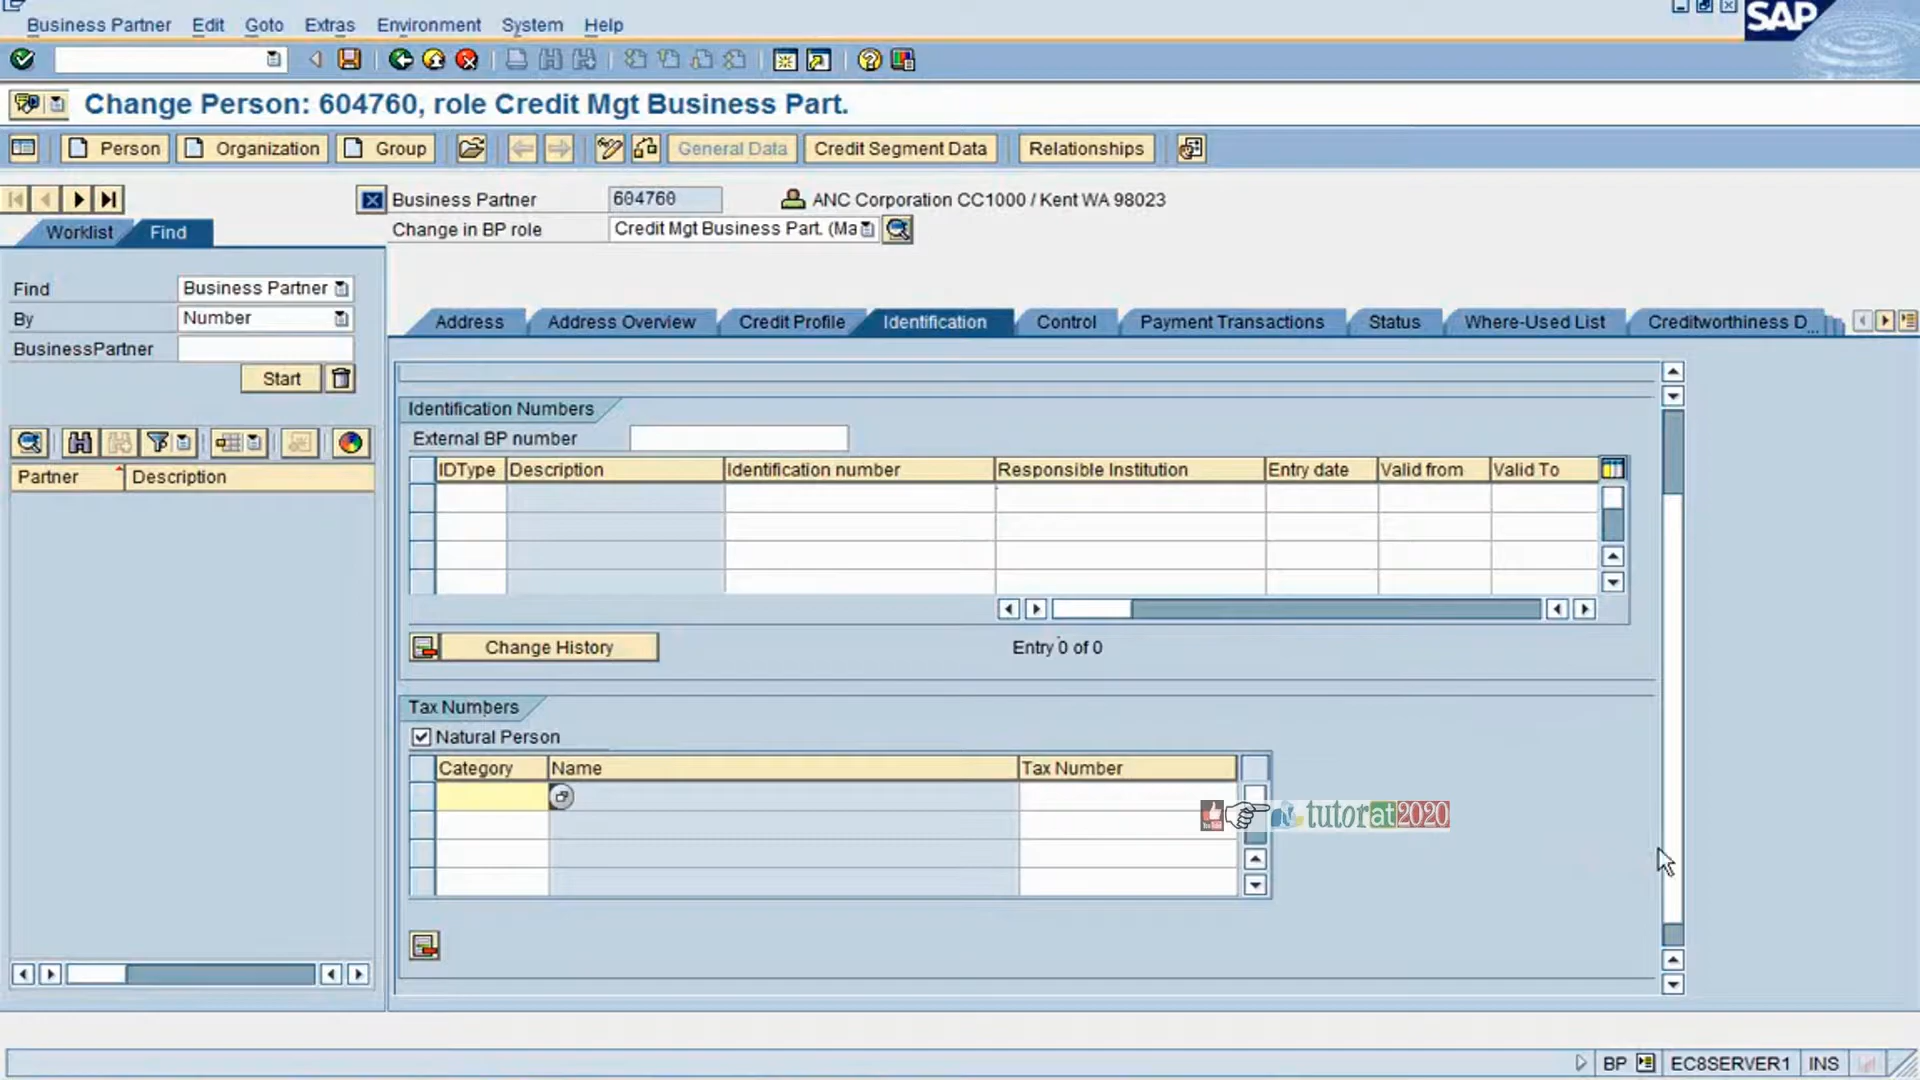 Business Partner Edit Goto Extras Environment System Help
SAP
Change Person: 604760, role Credit Mgt Business Part.
Person Organization Group General Data Credit Segment Data Relationships
Business Partner 604760 ANC Corporation CC1000 / Kent WA 98023
Worklist Find
Change in BP role Credit Mgt Business Part. (Ma
Find Business Partner
By Number
BusinessPartner
Start
Address Address Overview Credit Profile Identification Control Payment Transactions Status Where-Used List Creditworthiness D...
Partner Description
Identification Numbers
External BP number
IDType Description Identification number Responsible Institution Entry date Valid from Valid To
Change History Entry 0 of 0
Tax Numbers
Natural Person
Category Name Tax Number
tutorat2020
BP EC8SERVER1 INS